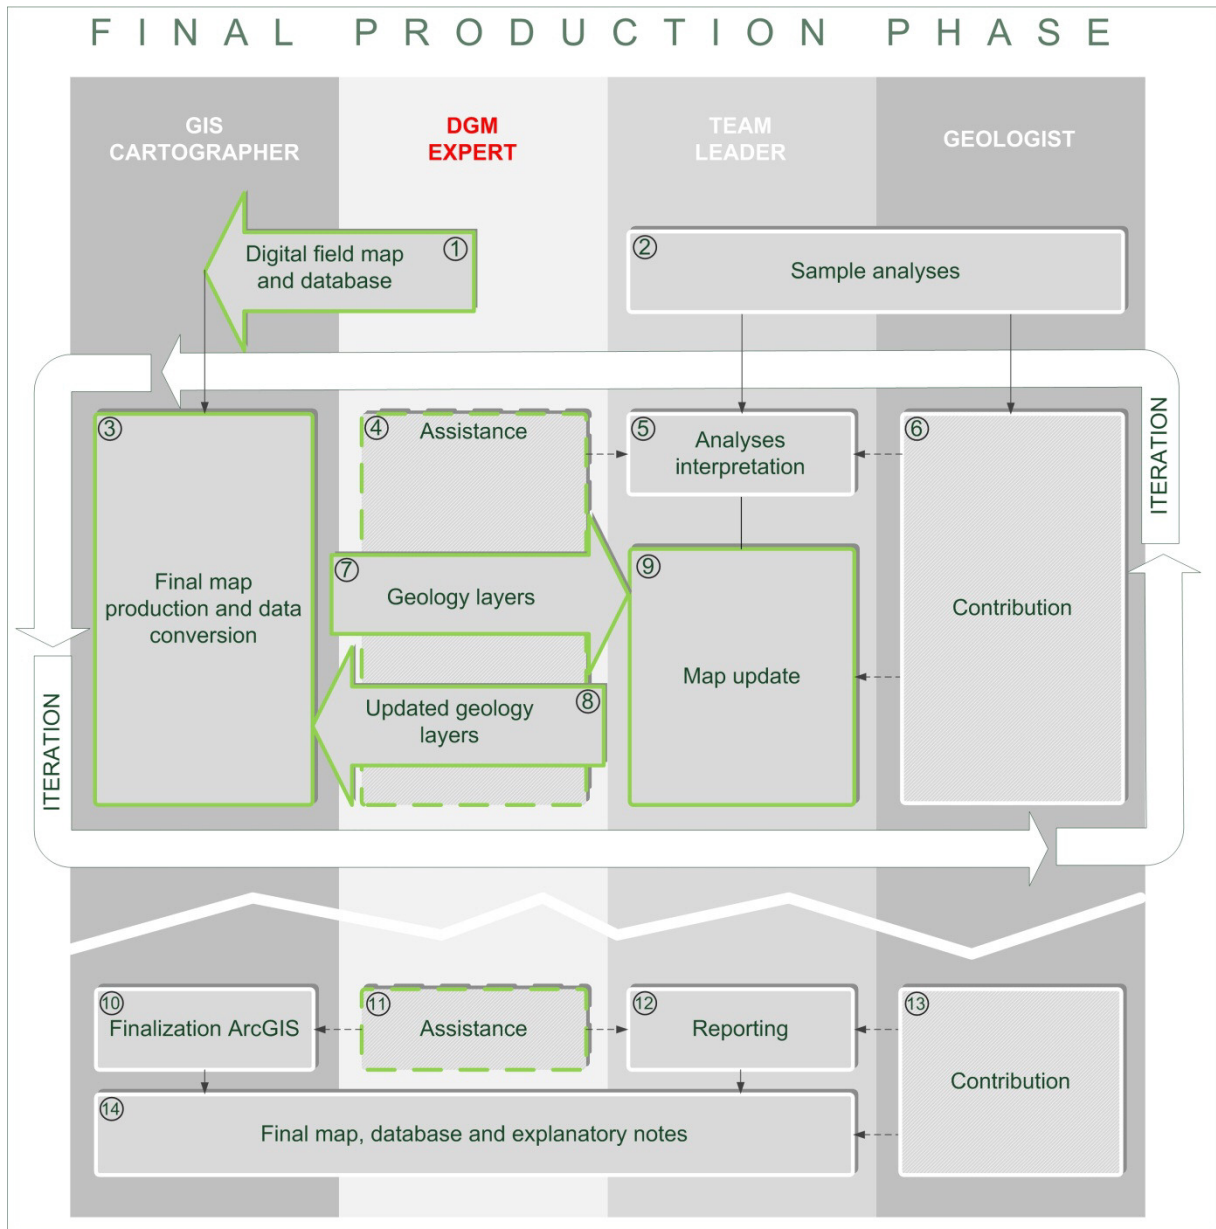 FINAL PRODUCTION PHASE
GIS
CARTOGRAPHER
DGM
EXPERT
TEAM
LEADER
GEOLOGIST
1
Digital field map
and database
2
Sample analyses
3
Final map
production and data
conversion
4
Assistance
5
Analyses
interpretation
6
Contribution
7
Geology layers
8
Updated geology
layers
9
Map update
ITERATION
ITERATION
10
Finalization ArcGIS
11
Assistance
12
Reporting
13
Contribution
14
Final map, database and explanatory notes